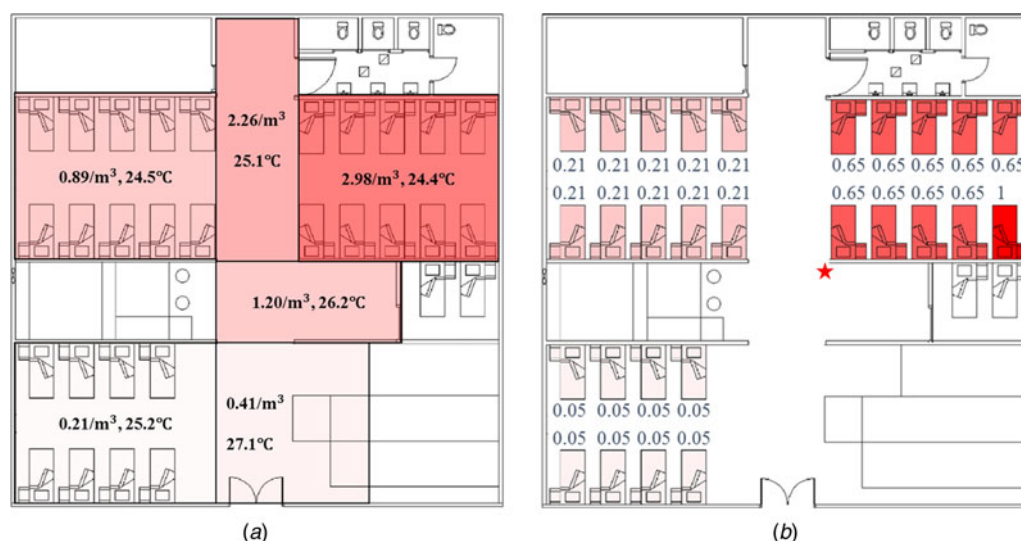 2.26/m³
25.1°C
0.89/m³, 24.5°C
2.98/m³, 24.4°C
1.20/m³, 26.2°C
0.41/m³
0.21/m³, 25.2°C
27.1°C
(a)
0.21 0.21 0.21 0.21 0.21
0.21 0.21 0.21 0.21 0.21
0.65 0.65 0.65 0.65 0.65
0.65 0.65 0.65 0.65 1
0.05 0.05 0.05 0.05
0.05 0.05 0.05 0.05
(b)